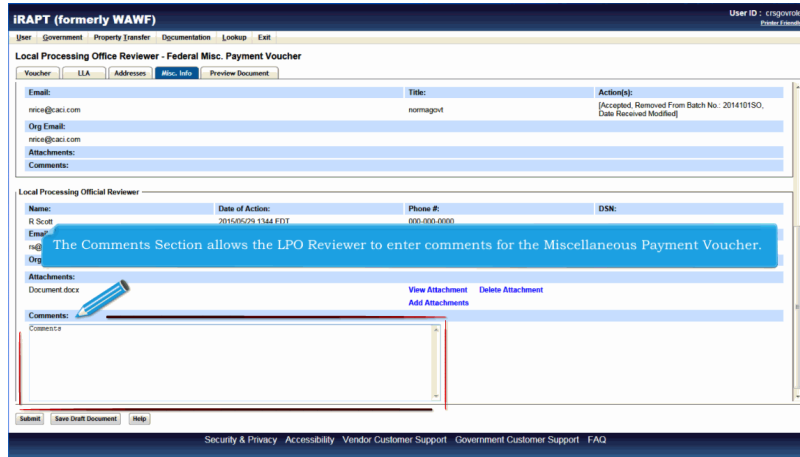 iRAPT (formerly WAWF)
User ID : crsgovrole
Printer Friendly
User Government Property Transfer Documentation Lookup Exit
Local Processing Office Reviewer - Federal Misc. Payment Voucher
Voucher LLA Addresses Misc. Info Preview Document
Email: Title: Action(s):
nrice@caci.com normagovt [Accepted, Removed From Batch No.: 2014101SO,
Date Received Modified]
Org Email:
nrice@caci.com
Attachments:
Comments:
Local Processing Official Reviewer
Name: Date of Action: Phone #: DSN:
R Scott 2015/05/29 1344 EDT 000-000-0000
Email
rs@
Org
The Comments Section allows the LPO Reviewer to enter comments for the Miscellaneous Payment Voucher.
Attachments:
Document.docx View Attachment Delete Attachment
Add Attachments
Comments:
Comments
Submit Save Draft Document Help
Security & Privacy Accessibility Vendor Customer Support Government Customer Support FAQ